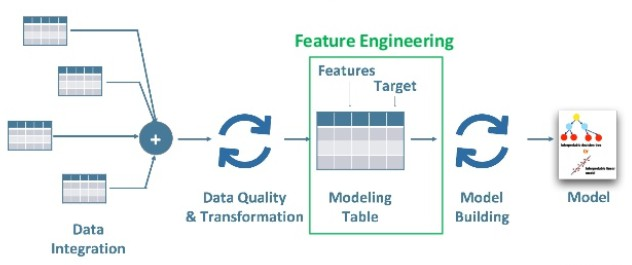 Feature Engineering
Features
Target
+
Data Quality
& Transformation
Modeling
Table
Model
Building
Model
Data
Integration